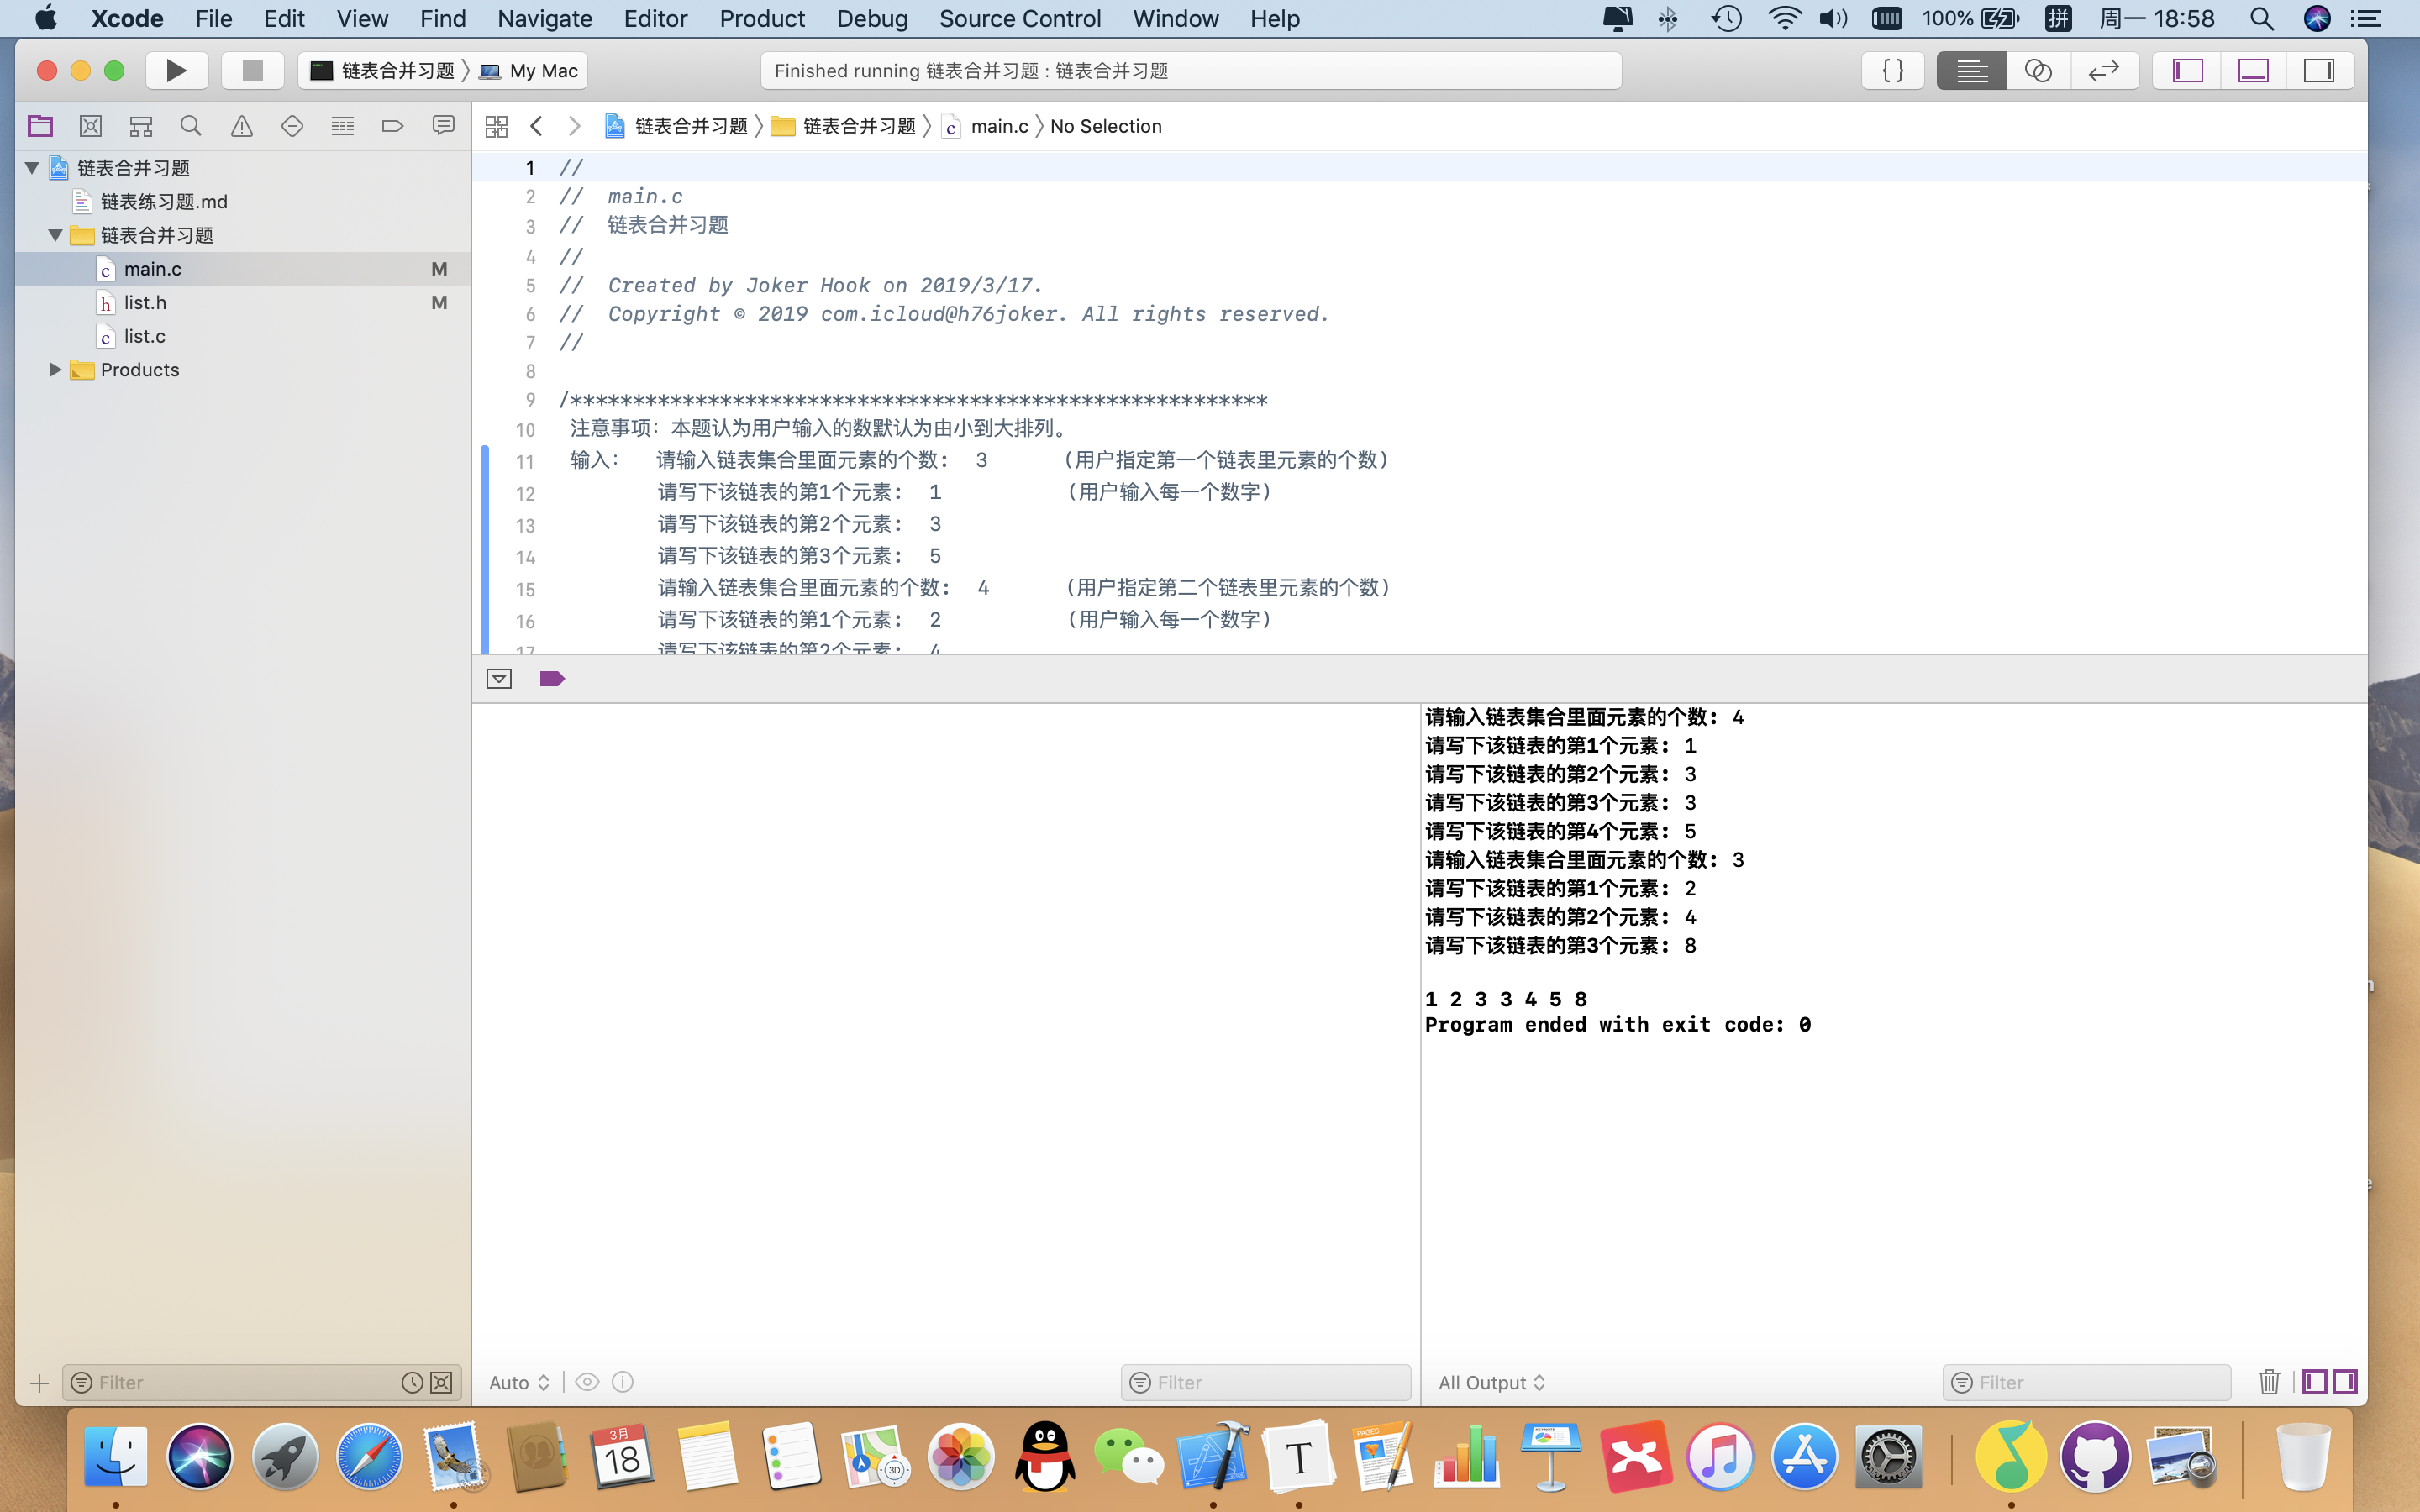 Xcode File Edit View Find Navigate Editor Product Debug Source Control Window Help 100% 拼 周一 18:58
链表合并习题 〉 My Mac
Finished running 链表合并习题 : 链表合并习题
{ }
链表合并习题 〉 链表合并习题 〉 c main.c 〉 No Selection
链表合并习题
链表练习题.md
链表合并习题
c main.c M
h list.h M
c list.c
Products
1 //
2 // main.c
3 // 链表合并习题
4 //
5 // Created by Joker Hook on 2019/3/17.
6 // Copyright © 2019 com.icloud@h76joker. All rights reserved.
7 //
8
9 /********************************************************
10 注意事项：本题认为用户输入的数默认为由小到大排列。
11 输入： 请输入链表集合里面元素的个数： 3 （用户指定第一个链表里元素的个数）
12 请写下该链表的第1个元素： 1 （用户输入每一个数字）
13 请写下该链表的第2个元素： 3
14 请写下该链表的第3个元素： 5
15 请输入链表集合里面元素的个数： 4 （用户指定第二个链表里元素的个数）
16 请写下该链表的第1个元素： 2 （用户输入每一个数字）
17 请写下该链表的第2个元素： 4
请输入链表集合里面元素的个数: 4
请写下该链表的第1个元素: 1
请写下该链表的第2个元素: 3
请写下该链表的第3个元素: 3
请写下该链表的第4个元素: 5
请输入链表集合里面元素的个数: 3
请写下该链表的第1个元素: 2
请写下该链表的第2个元素: 4
请写下该链表的第3个元素: 8
1 2 3 3 4 5 8
Program ended with exit code: 0
Filter
Auto
Filter
All Output
Filter
3月
18
3D
T
PAGES